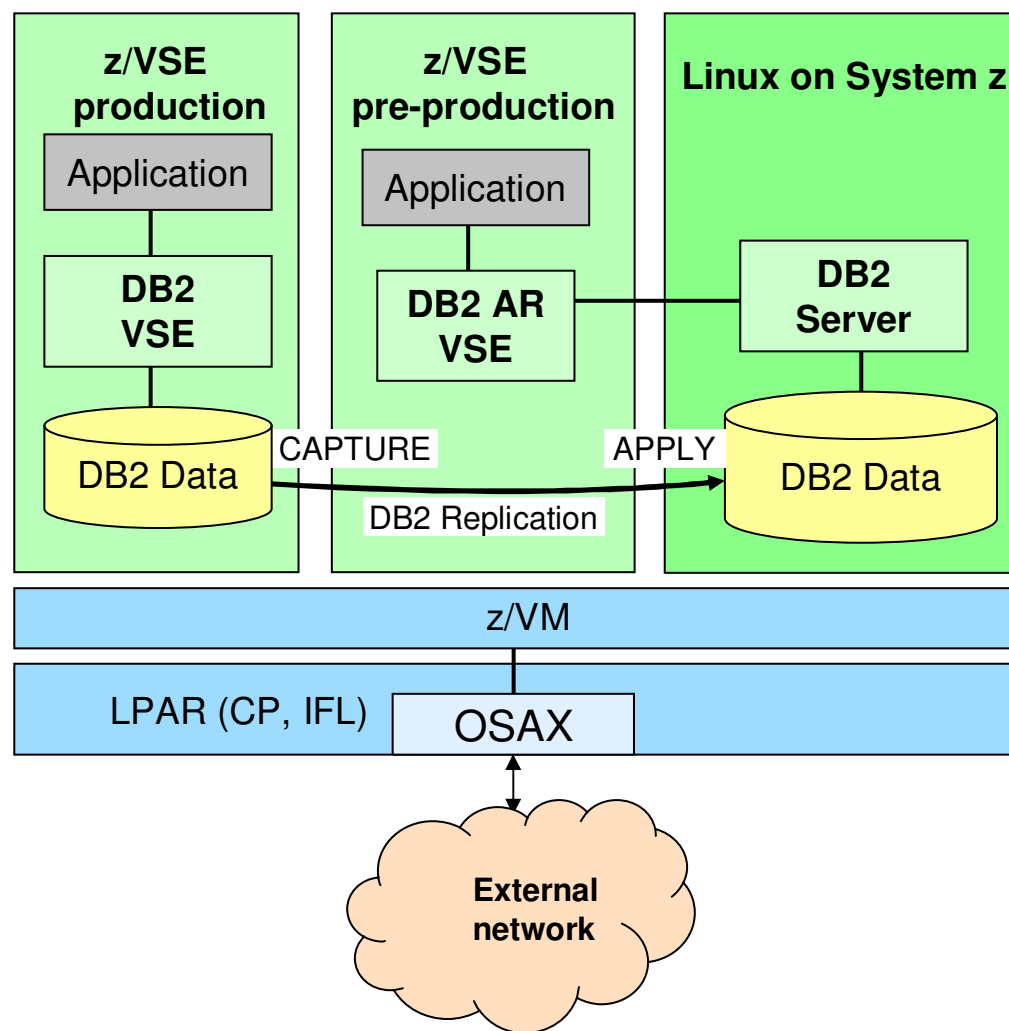 z/VSE
production
Application
DB2
VSE
DB2 Data
z/VSE
pre-production
Application
DB2 AR
VSE
Linux on System z
DB2
Server
DB2 Data
CAPTURE
APPLY
DB2 Replication
z/VM
LPAR (CP, IFL)
OSAX
External
network